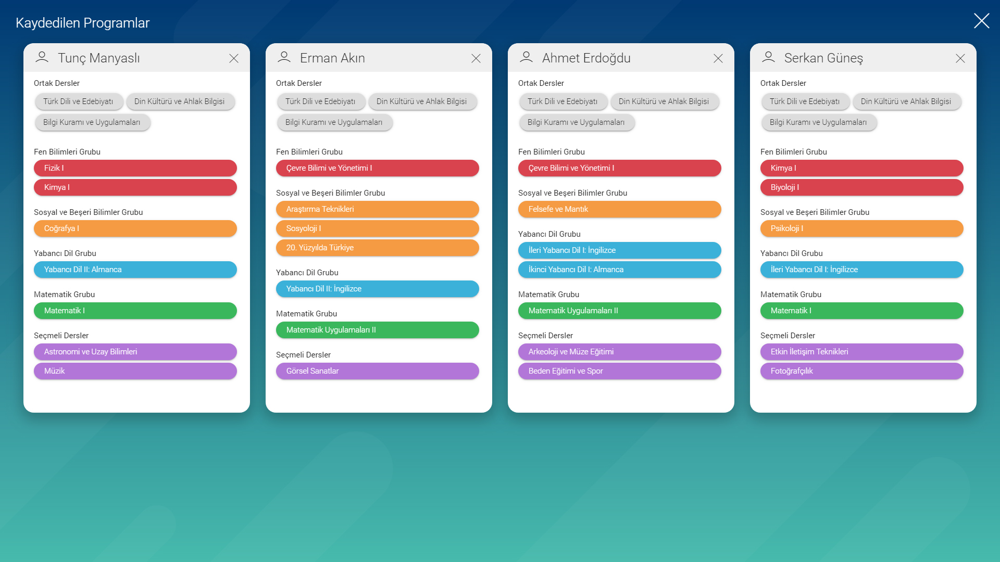 Kaydedilen Programlar
Tunç Manyaslı
Ortak Dersler
Türk Dili ve Edebiyatı
Din Kültürü ve Ahlak Bilgisi
Bilgi Kuramı ve Uygulamaları
Fen Bilimleri Grubu
Fizik I
Kimya I
Sosyal ve Beşeri Bilimler Grubu
Coğrafya I
Yabancı Dil Grubu
Yabancı Dil II: Almanca
Matematik Grubu
Matematik I
Seçmeli Dersler
Astronomi ve Uzay Bilimleri
Müzik
Erman Akın
Ortak Dersler
Türk Dili ve Edebiyatı
Din Kültürü ve Ahlak Bilgisi
Bilgi Kuramı ve Uygulamaları
Fen Bilimleri Grubu
Çevre Bilimi ve Yönetimi I
Sosyal ve Beşeri Bilimler Grubu
Araştırma Teknikleri
Sosyoloji I
20. Yüzyılda Türkiye
Yabancı Dil Grubu
Yabancı Dil II: İngilizce
Matematik Grubu
Matematik Uygulamaları II
Seçmeli Dersler
Görsel Sanatlar
Ahmet Erdoğdu
Ortak Dersler
Türk Dili ve Edebiyatı
Din Kültürü ve Ahlak Bilgisi
Bilgi Kuramı ve Uygulamaları
Fen Bilimleri Grubu
Çevre Bilimi ve Yönetimi I
Sosyal ve Beşeri Bilimler Grubu
Felsefe ve Mantık
Yabancı Dil Grubu
İleri Yabancı Dil I: İngilizce
İkinci Yabancı Dil I: Almanca
Matematik Grubu
Matematik Uygulamaları II
Seçmeli Dersler
Arkeoloji ve Müze Eğitimi
Beden Eğitimi ve Spor
Serkan Güneş
Ortak Dersler
Türk Dili ve Edebiyatı
Din Kültürü ve Ahlak Bilgisi
Bilgi Kuramı ve Uygulamaları
Fen Bilimleri Grubu
Kimya I
Biyoloji I
Sosyal ve Beşeri Bilimler Grubu
Psikoloji I
Yabancı Dil Grubu
İleri Yabancı Dil I: İngilizce
Matematik Grubu
Matematik I
Seçmeli Dersler
Etkin İletişim Teknikleri
Fotoğrafçılık